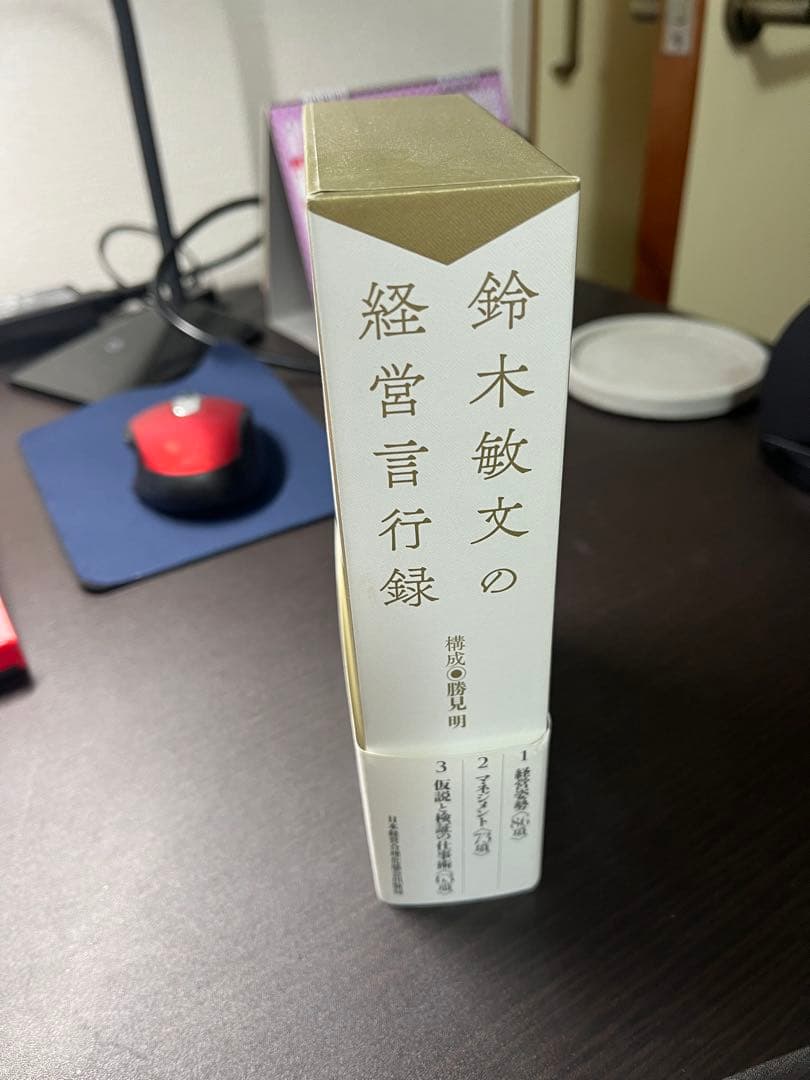 鈴木敏文の
経営言行録
構成◉勝見 明
1 経営姿勢
2 マネジメント
3 仮説と検証の仕事術